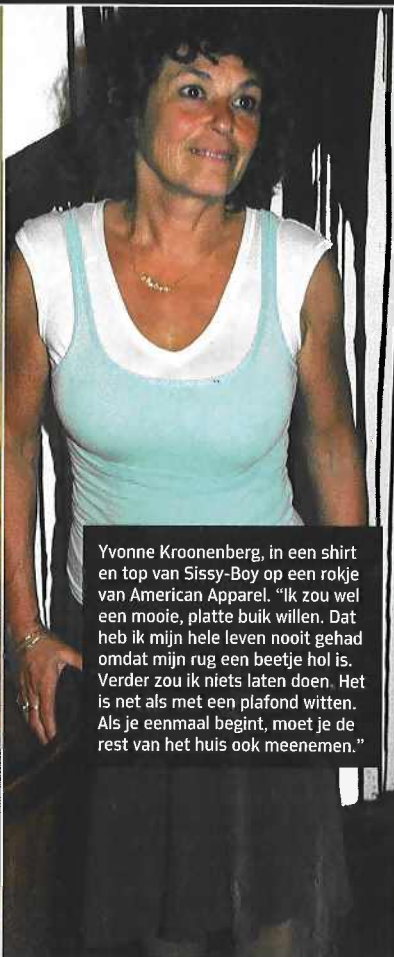 Yvonne Kroonenberg, in een shirt
en top van Sissy-Boy op een rokje
van American Apparel. “Ik zou wel
een mooie, platte buik willen. Dat
heb ik mijn hele leven nooit gehad
omdat mijn rug een beetje hol is.
Verder zou ik niets laten doen. Het
is net als met een plafond witten.
Als je eenmaal begint, moet je de
rest van het huis ook meenemen.”